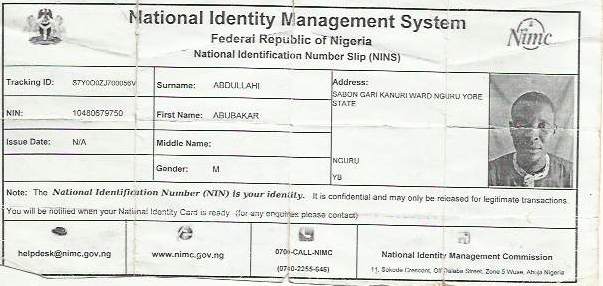 National Identity Management System
Federal Republic of Nigeria
National Identification Number Slip (NINS)
Nimc
Tracking ID: S7Y0O0ZJ700056V
Surname: ABDULLAHI
Address:
SABON GARI KANURI WARD NGURU YOBE
STATE
NIN: 10480679750
First Name: ABUBAKAR
Issue Date: N/A
Middle Name:
NGURU
Gender: M
YB
Note: The National Identification Number (NIN) is your identity. It is confidential and may only be released for legitimate transactions.
You will be notified when your National Identity Card is ready (for any enquiries please contact)
helpdesk@nimc.gov.ng
www.nimc.gov.ng
0700-CALL-NIMC
(0700-2255-646)
National Identity Management Commission
11, Sokode Crescent, Off Dalaba Street, Zone 5 Wuse, Abuja Nigeria